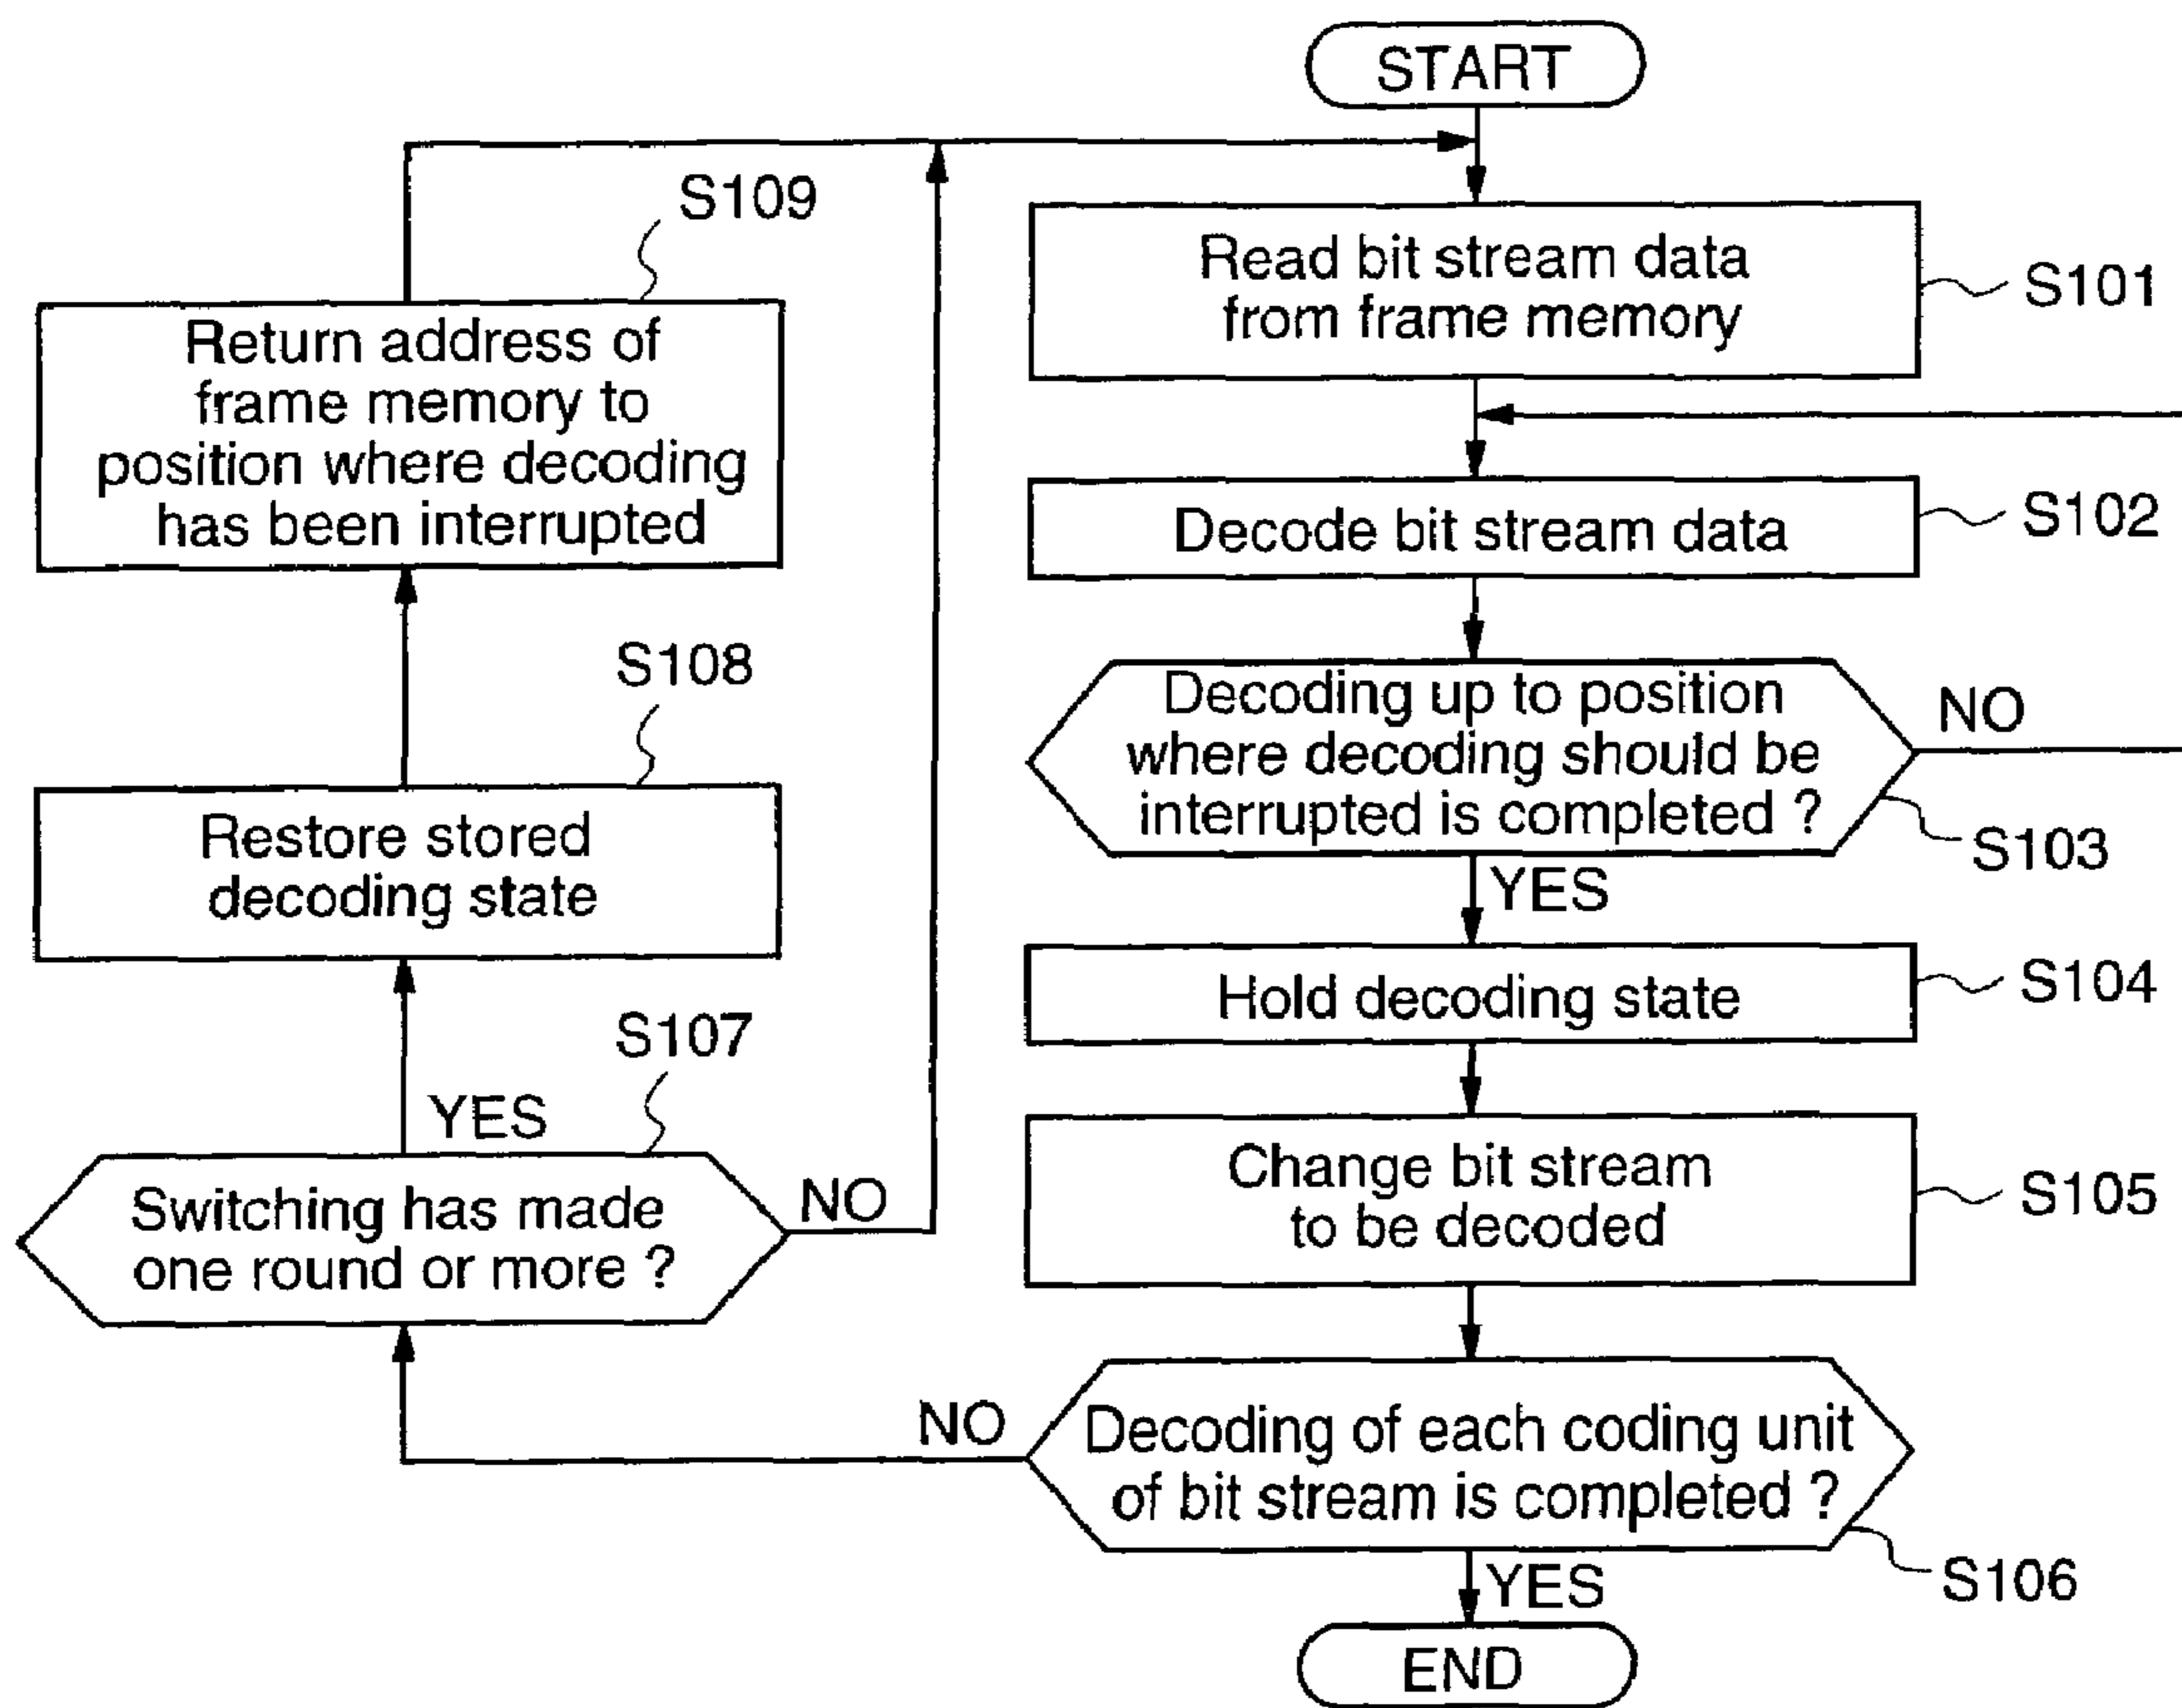 START
Read bit stream data
from frame memory
S101
Decode bit stream data
S102
Decoding up to position
where decoding should be
interrupted is completed ?
NO
S103
YES
Hold decoding state
S104
Change bit stream
to be decoded
S105
Decoding of each coding unit
of bit stream is completed ?
NO
S106
YES
END
Switching has made
one round or more ?
NO
S107
YES
Restore stored
decoding state
S108
Return address of
frame memory to
position where decoding
has been interrupted
S109